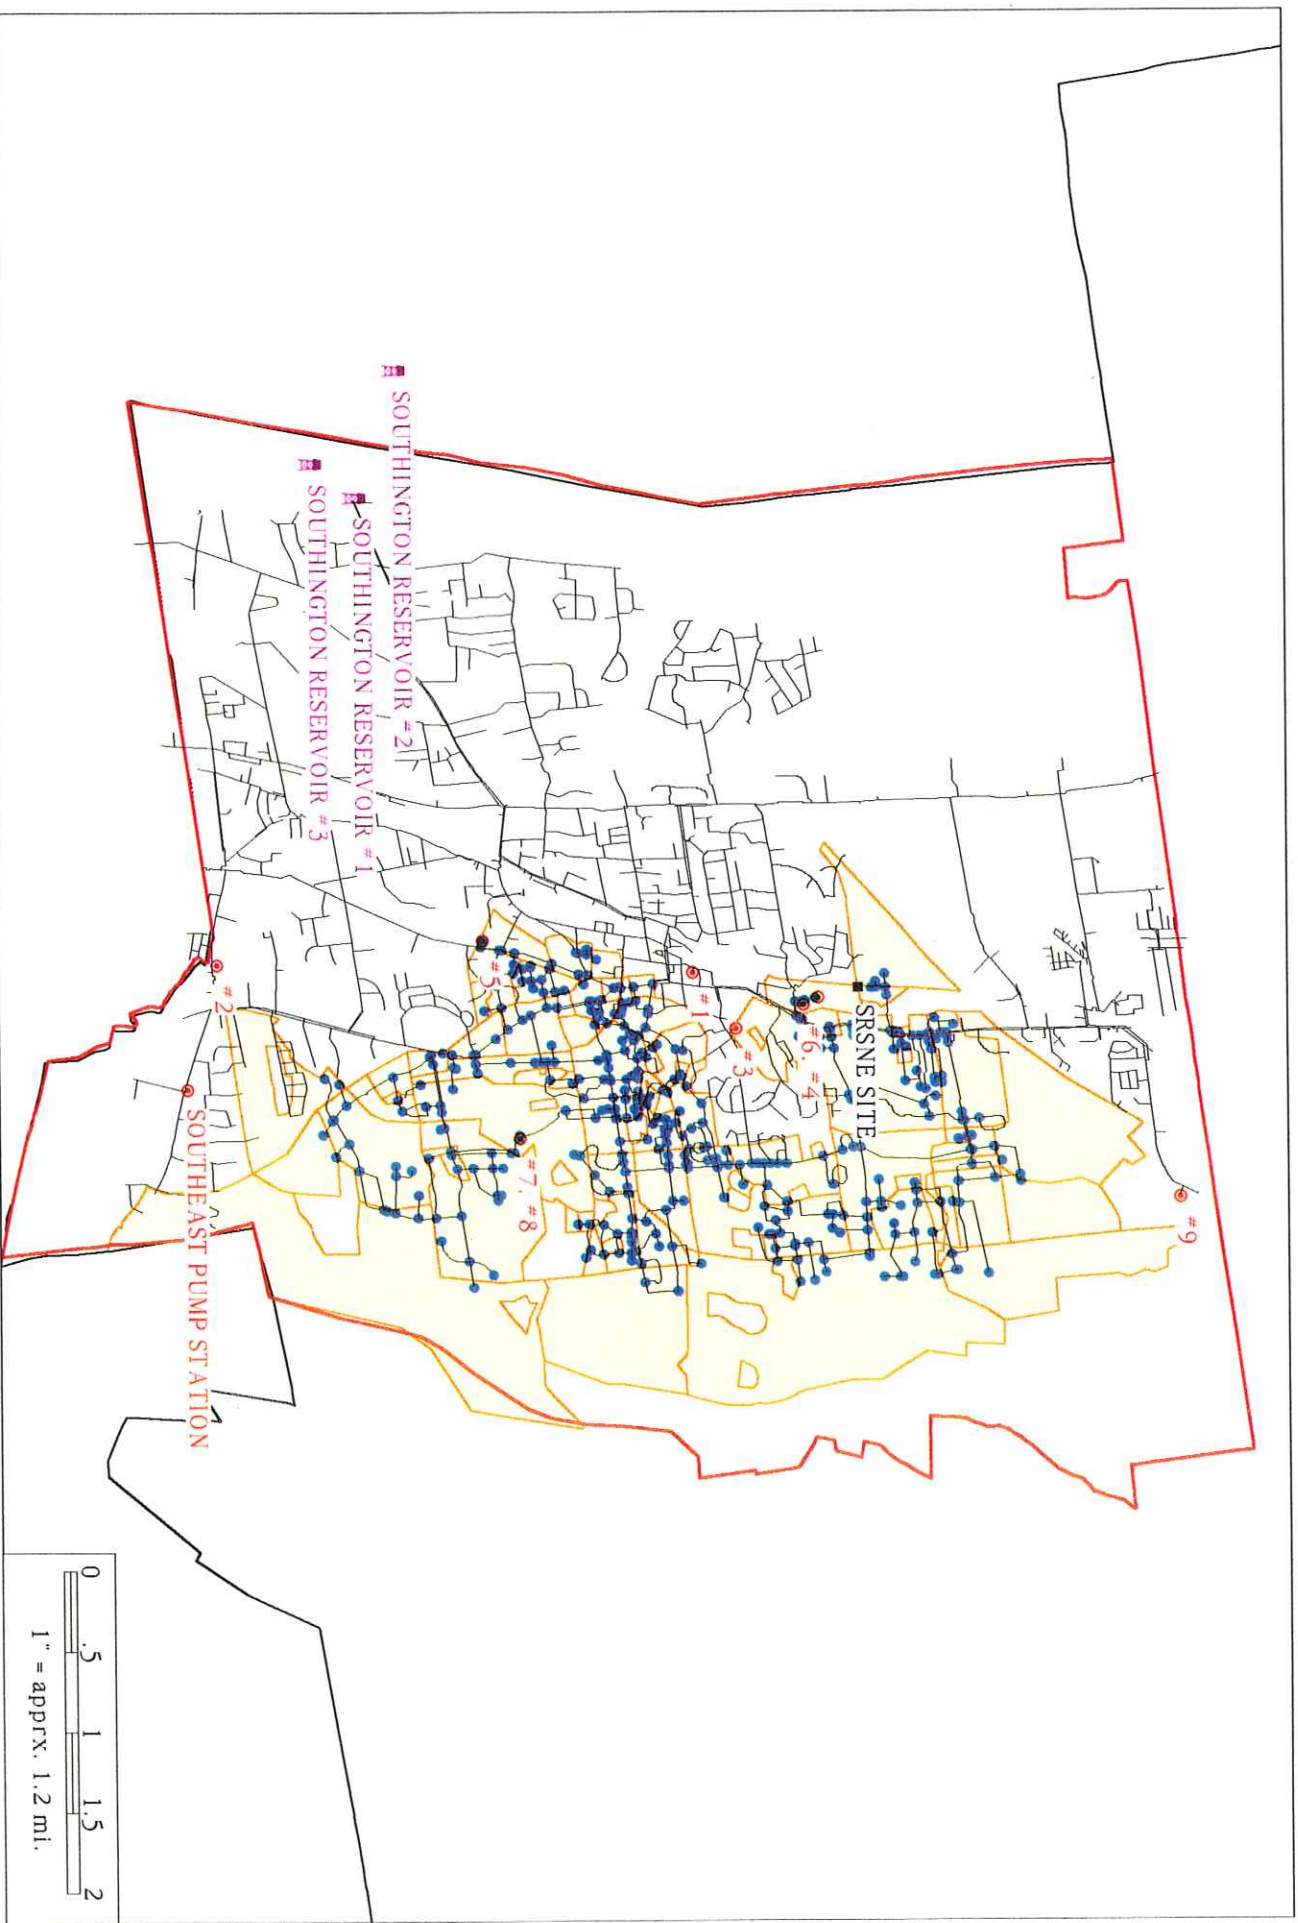 SOUTHINGTON RESERVOIR #2
SOUTHINGTON RESERVOIR #1
SOUTHINGTON RESERVOIR #3
#9
SRSNE SITE
#6, #4
#3
#1
#5
#7, #8
#2
SOUTHEAST PUMP STATION
0 .5 1 1.5 2
1" = apprx. 1.2 mi.